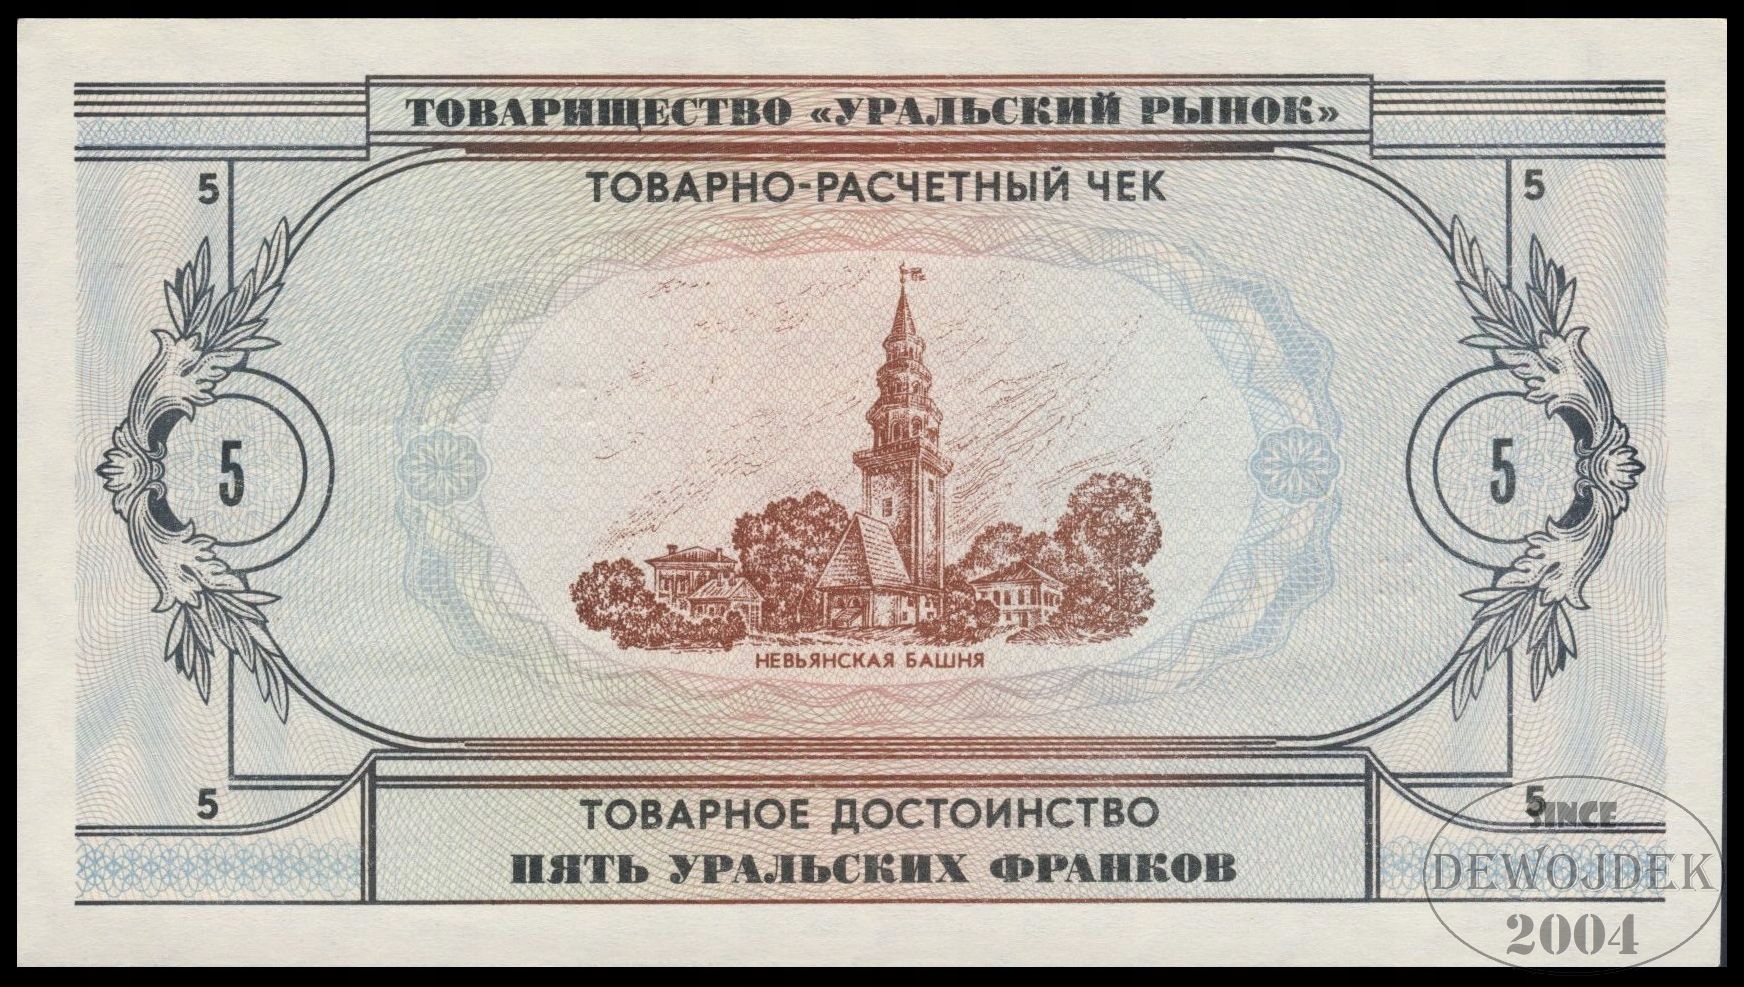 ТОВАРИЩЕСТВО «УРАЛЬСКИЙ РЫНОК»
ТОВАРНО-РАСЧЕТНЫЙ ЧЕК
5 5
5 5
НЕВЬЯНСКАЯ БАШНЯ
5 5
ТОВАРНОЕ ДОСТОИНСТВО
ПЯТЬ УРАЛЬСКИХ ФРАНКОВ
SINCE
DEWOJDEK
2004